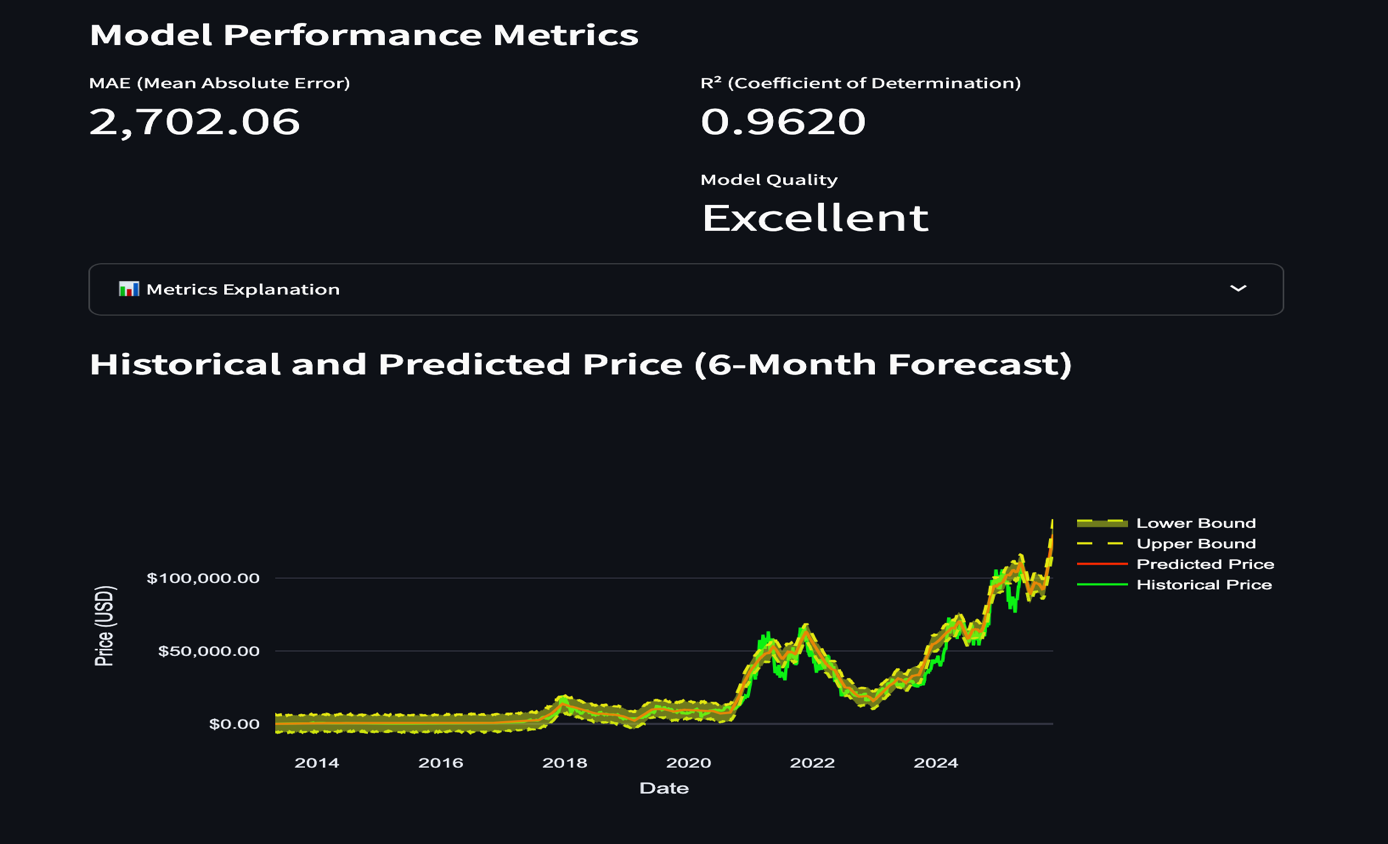 Model Performance Metrics
MAE (Mean Absolute Error)
2,702.06
R² (Coefficient of Determination)
0.9620
Model Quality
Excellent
📊 Metrics Explanation
Historical and Predicted Price (6-Month Forecast)
Lower Bound
Upper Bound
Predicted Price
Historical Price
Price (USD)
$100,000.00
$50,000.00
$0.00
2014 2016 2018 2020 2022 2024
Date